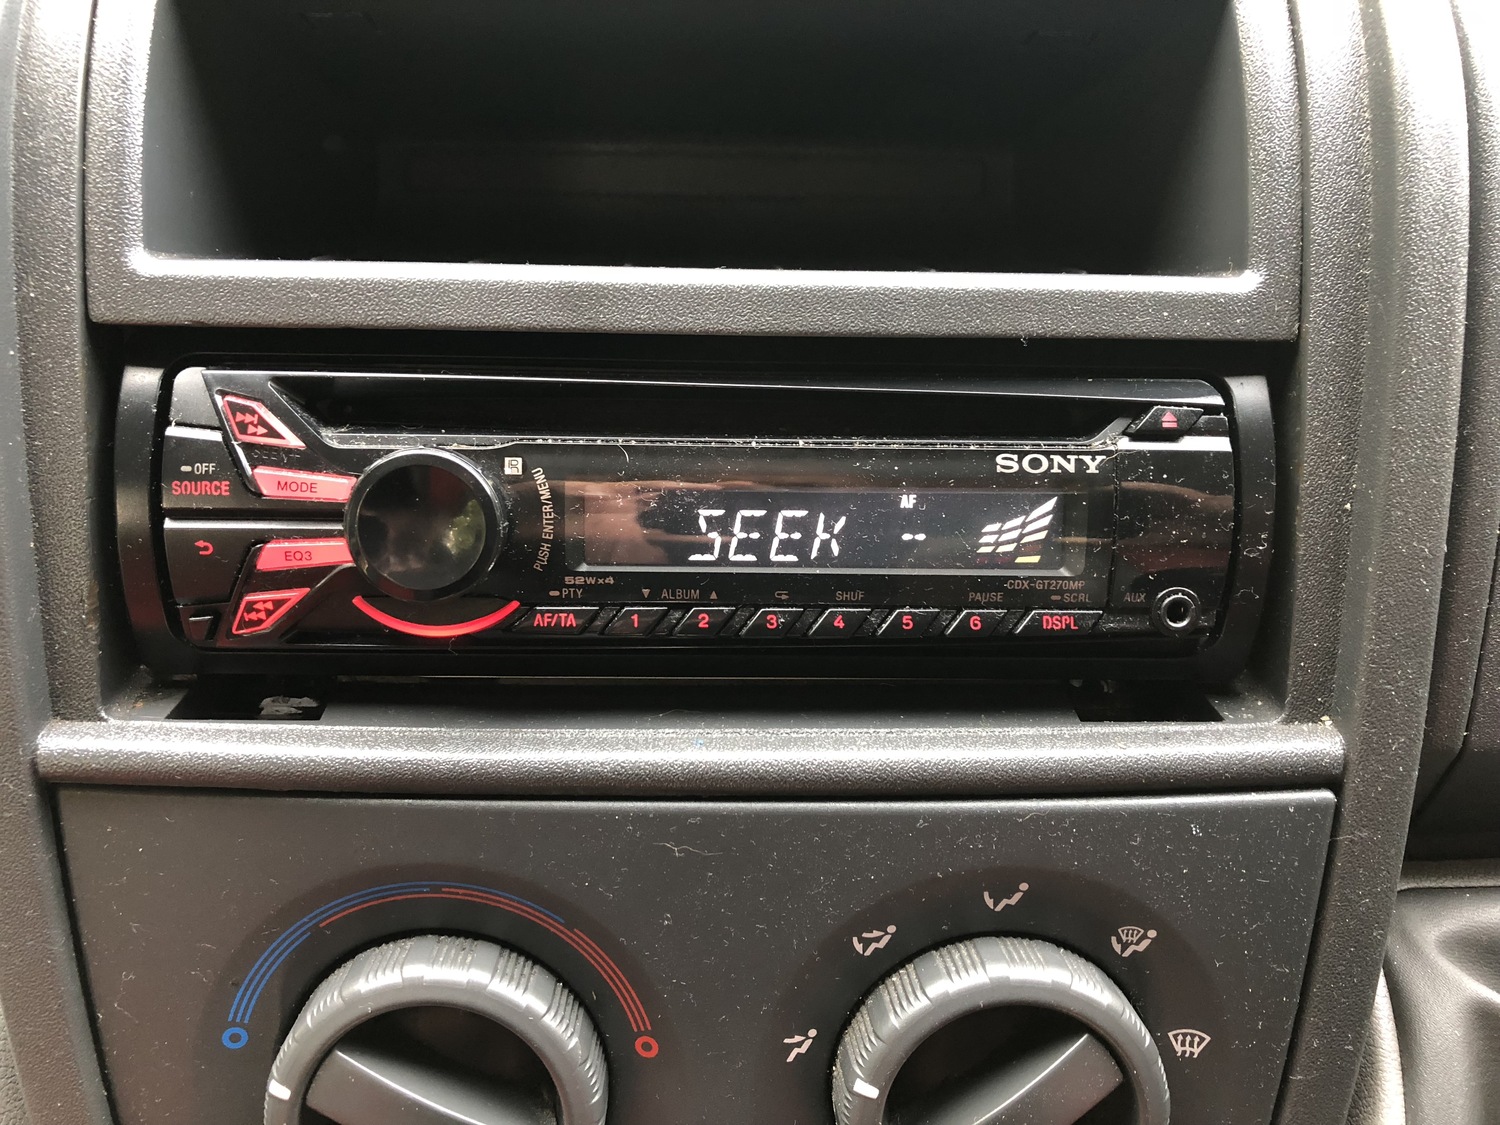 OFF
SOURCE
MODE
EQ3
PUSH ENTER/MENU
SONY
AF
SEEK --
52W×4
CDX-GT270MP
PTY
ALBUM
SHUF
PAUSE
SCRL
AUX
AF/TA
1
2
3
4
5
6
DSPL